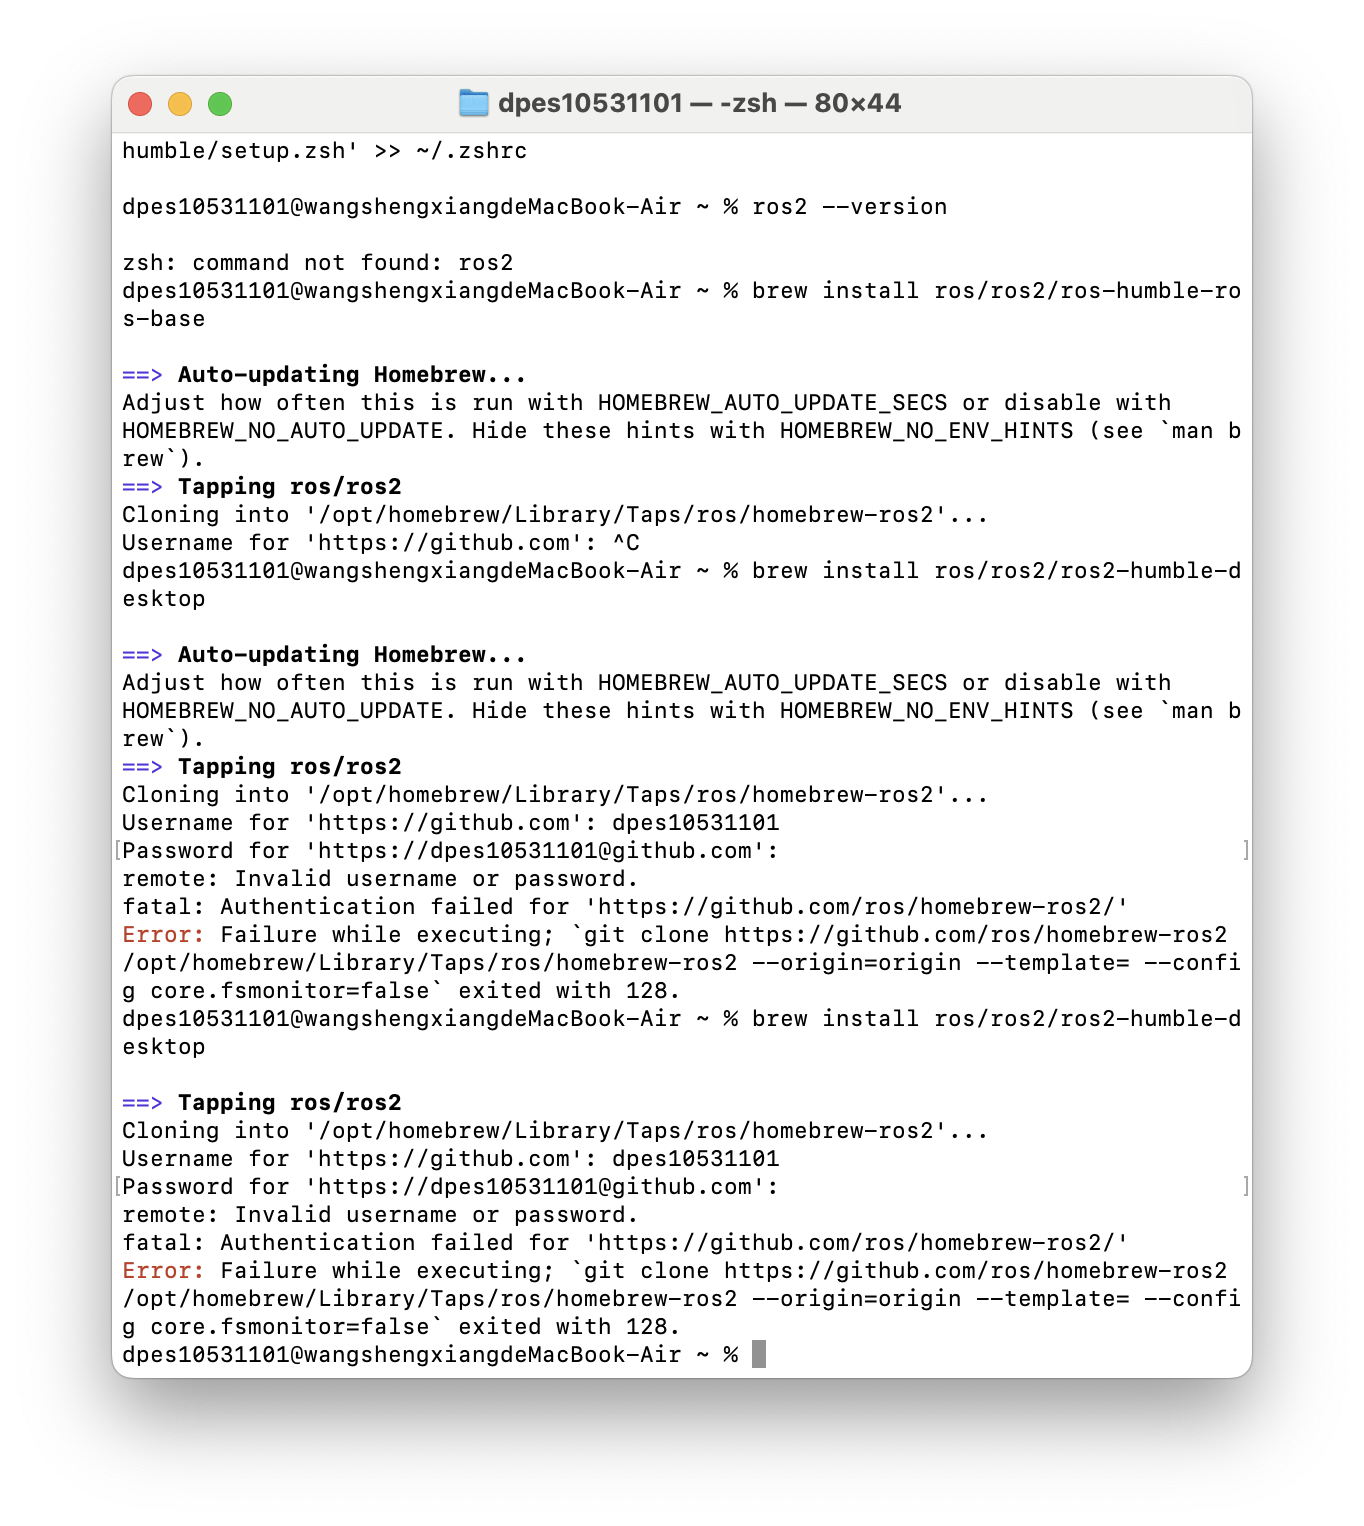 dpes10531101 — -zsh — 80×44
humble/setup.zsh' >> ~/.zshrc
dpes10531101@wangshengxiangdeMacBook-Air ~ % ros2 --version
zsh: command not found: ros2
dpes10531101@wangshengxiangdeMacBook-Air ~ % brew install ros/ros2/ros-humble-ro
s-base
==> Auto-updating Homebrew...
Adjust how often this is run with HOMEBREW_AUTO_UPDATE_SECS or disable with
HOMEBREW_NO_AUTO_UPDATE. Hide these hints with HOMEBREW_NO_ENV_HINTS (see `man b
rew`).
==> Tapping ros/ros2
Cloning into '/opt/homebrew/Library/Taps/ros/homebrew-ros2'...
Username for 'https://github.com': ^C
dpes10531101@wangshengxiangdeMacBook-Air ~ % brew install ros/ros2/ros2-humble-d
esktop
==> Auto-updating Homebrew...
Adjust how often this is run with HOMEBREW_AUTO_UPDATE_SECS or disable with
HOMEBREW_NO_AUTO_UPDATE. Hide these hints with HOMEBREW_NO_ENV_HINTS (see `man b
rew`).
==> Tapping ros/ros2
Cloning into '/opt/homebrew/Library/Taps/ros/homebrew-ros2'...
Username for 'https://github.com': dpes10531101
[Password for 'https://dpes10531101@github.com': ]
remote: Invalid username or password.
fatal: Authentication failed for 'https://github.com/ros/homebrew-ros2/'
Error: Failure while executing; `git clone https://github.com/ros/homebrew-ros2
/opt/homebrew/Library/Taps/ros/homebrew-ros2 --origin=origin --template= --confi
g core.fsmonitor=false` exited with 128.
dpes10531101@wangshengxiangdeMacBook-Air ~ % brew install ros/ros2/ros2-humble-d
esktop
==> Tapping ros/ros2
Cloning into '/opt/homebrew/Library/Taps/ros/homebrew-ros2'...
Username for 'https://github.com': dpes10531101
[Password for 'https://dpes10531101@github.com': ]
remote: Invalid username or password.
fatal: Authentication failed for 'https://github.com/ros/homebrew-ros2/'
Error: Failure while executing; `git clone https://github.com/ros/homebrew-ros2
/opt/homebrew/Library/Taps/ros/homebrew-ros2 --origin=origin --template= --confi
g core.fsmonitor=false` exited with 128.
dpes10531101@wangshengxiangdeMacBook-Air ~ %